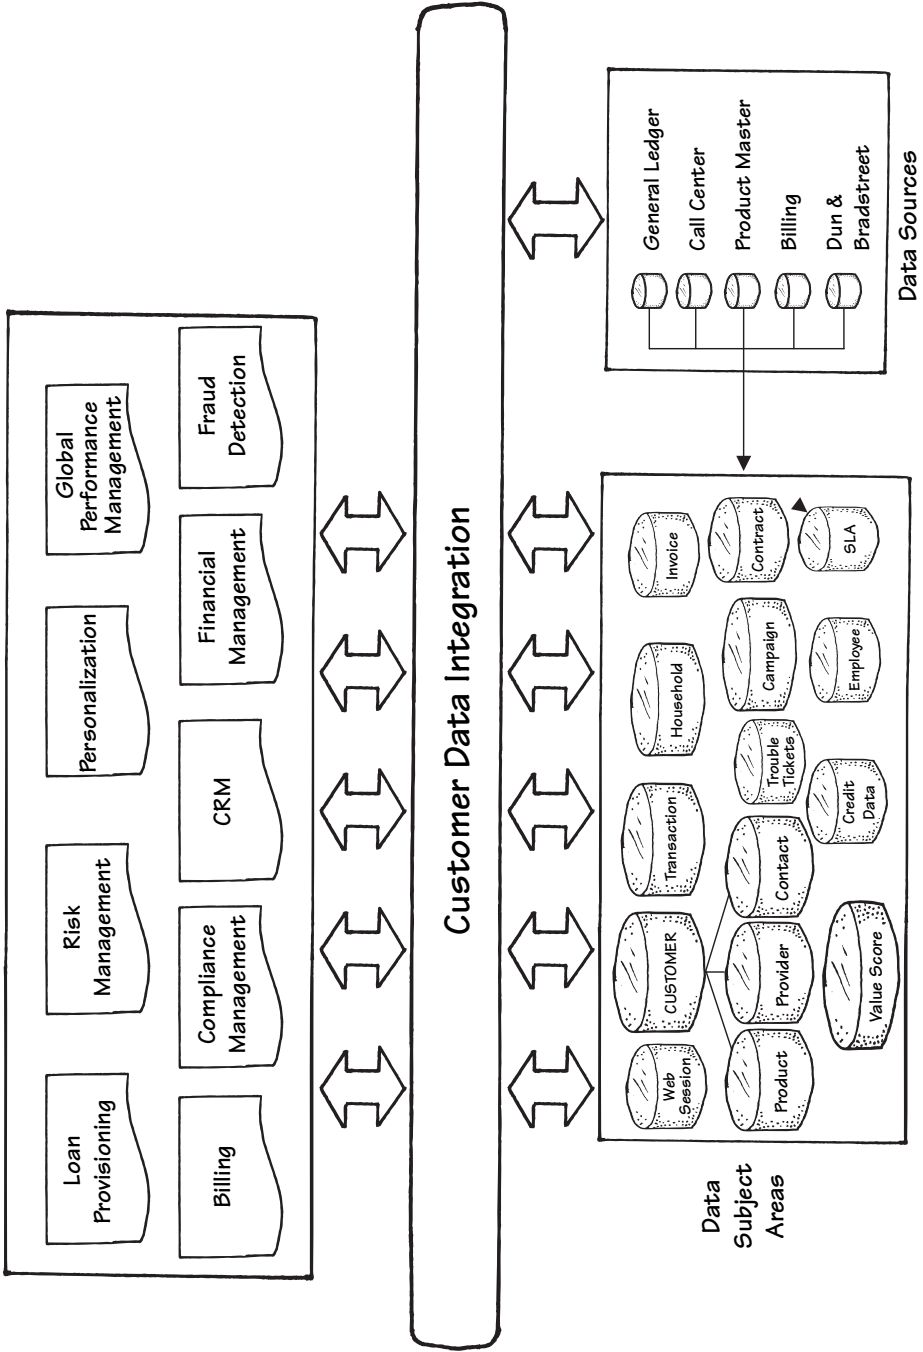 Loan
Provisioning
Risk
Management
Personalization
Global
Performance
Management
Billing
Compliance
Management
CRM
Financial
Management
Fraud
Detection
Customer Data Integration
Data
Subject
Areas
Web
Session
CUSTOMER
Transaction
Household
Invoice
Product
Provider
Contact
Trouble
Tickets
Campaign
Contract
Value Score
Credit
Data
Employee
SLA
General Ledger
Call Center
Product Master
Billing
Dun &
Bradstreet
Data Sources